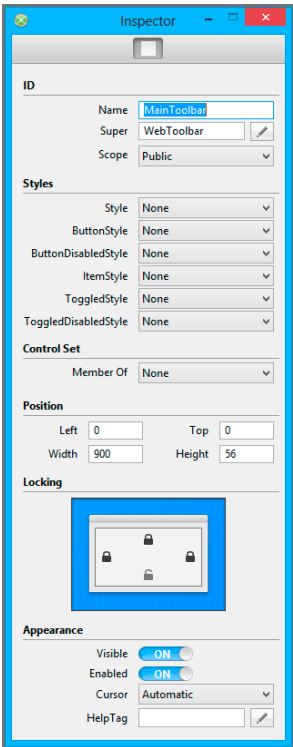 Inspector
ID
Name MainToolbar
Super WebToolbar
Scope Public
Styles
Style None
ButtonStyle None
ButtonDisabledStyle None
ItemStyle None
ToggledStyle None
ToggledDisabledStyle None
Control Set
Member Of None
Position
Left 0 Top 0
Width 900 Height 56
Locking
Appearance
Visible ON
Enabled ON
Cursor Automatic
HelpTag